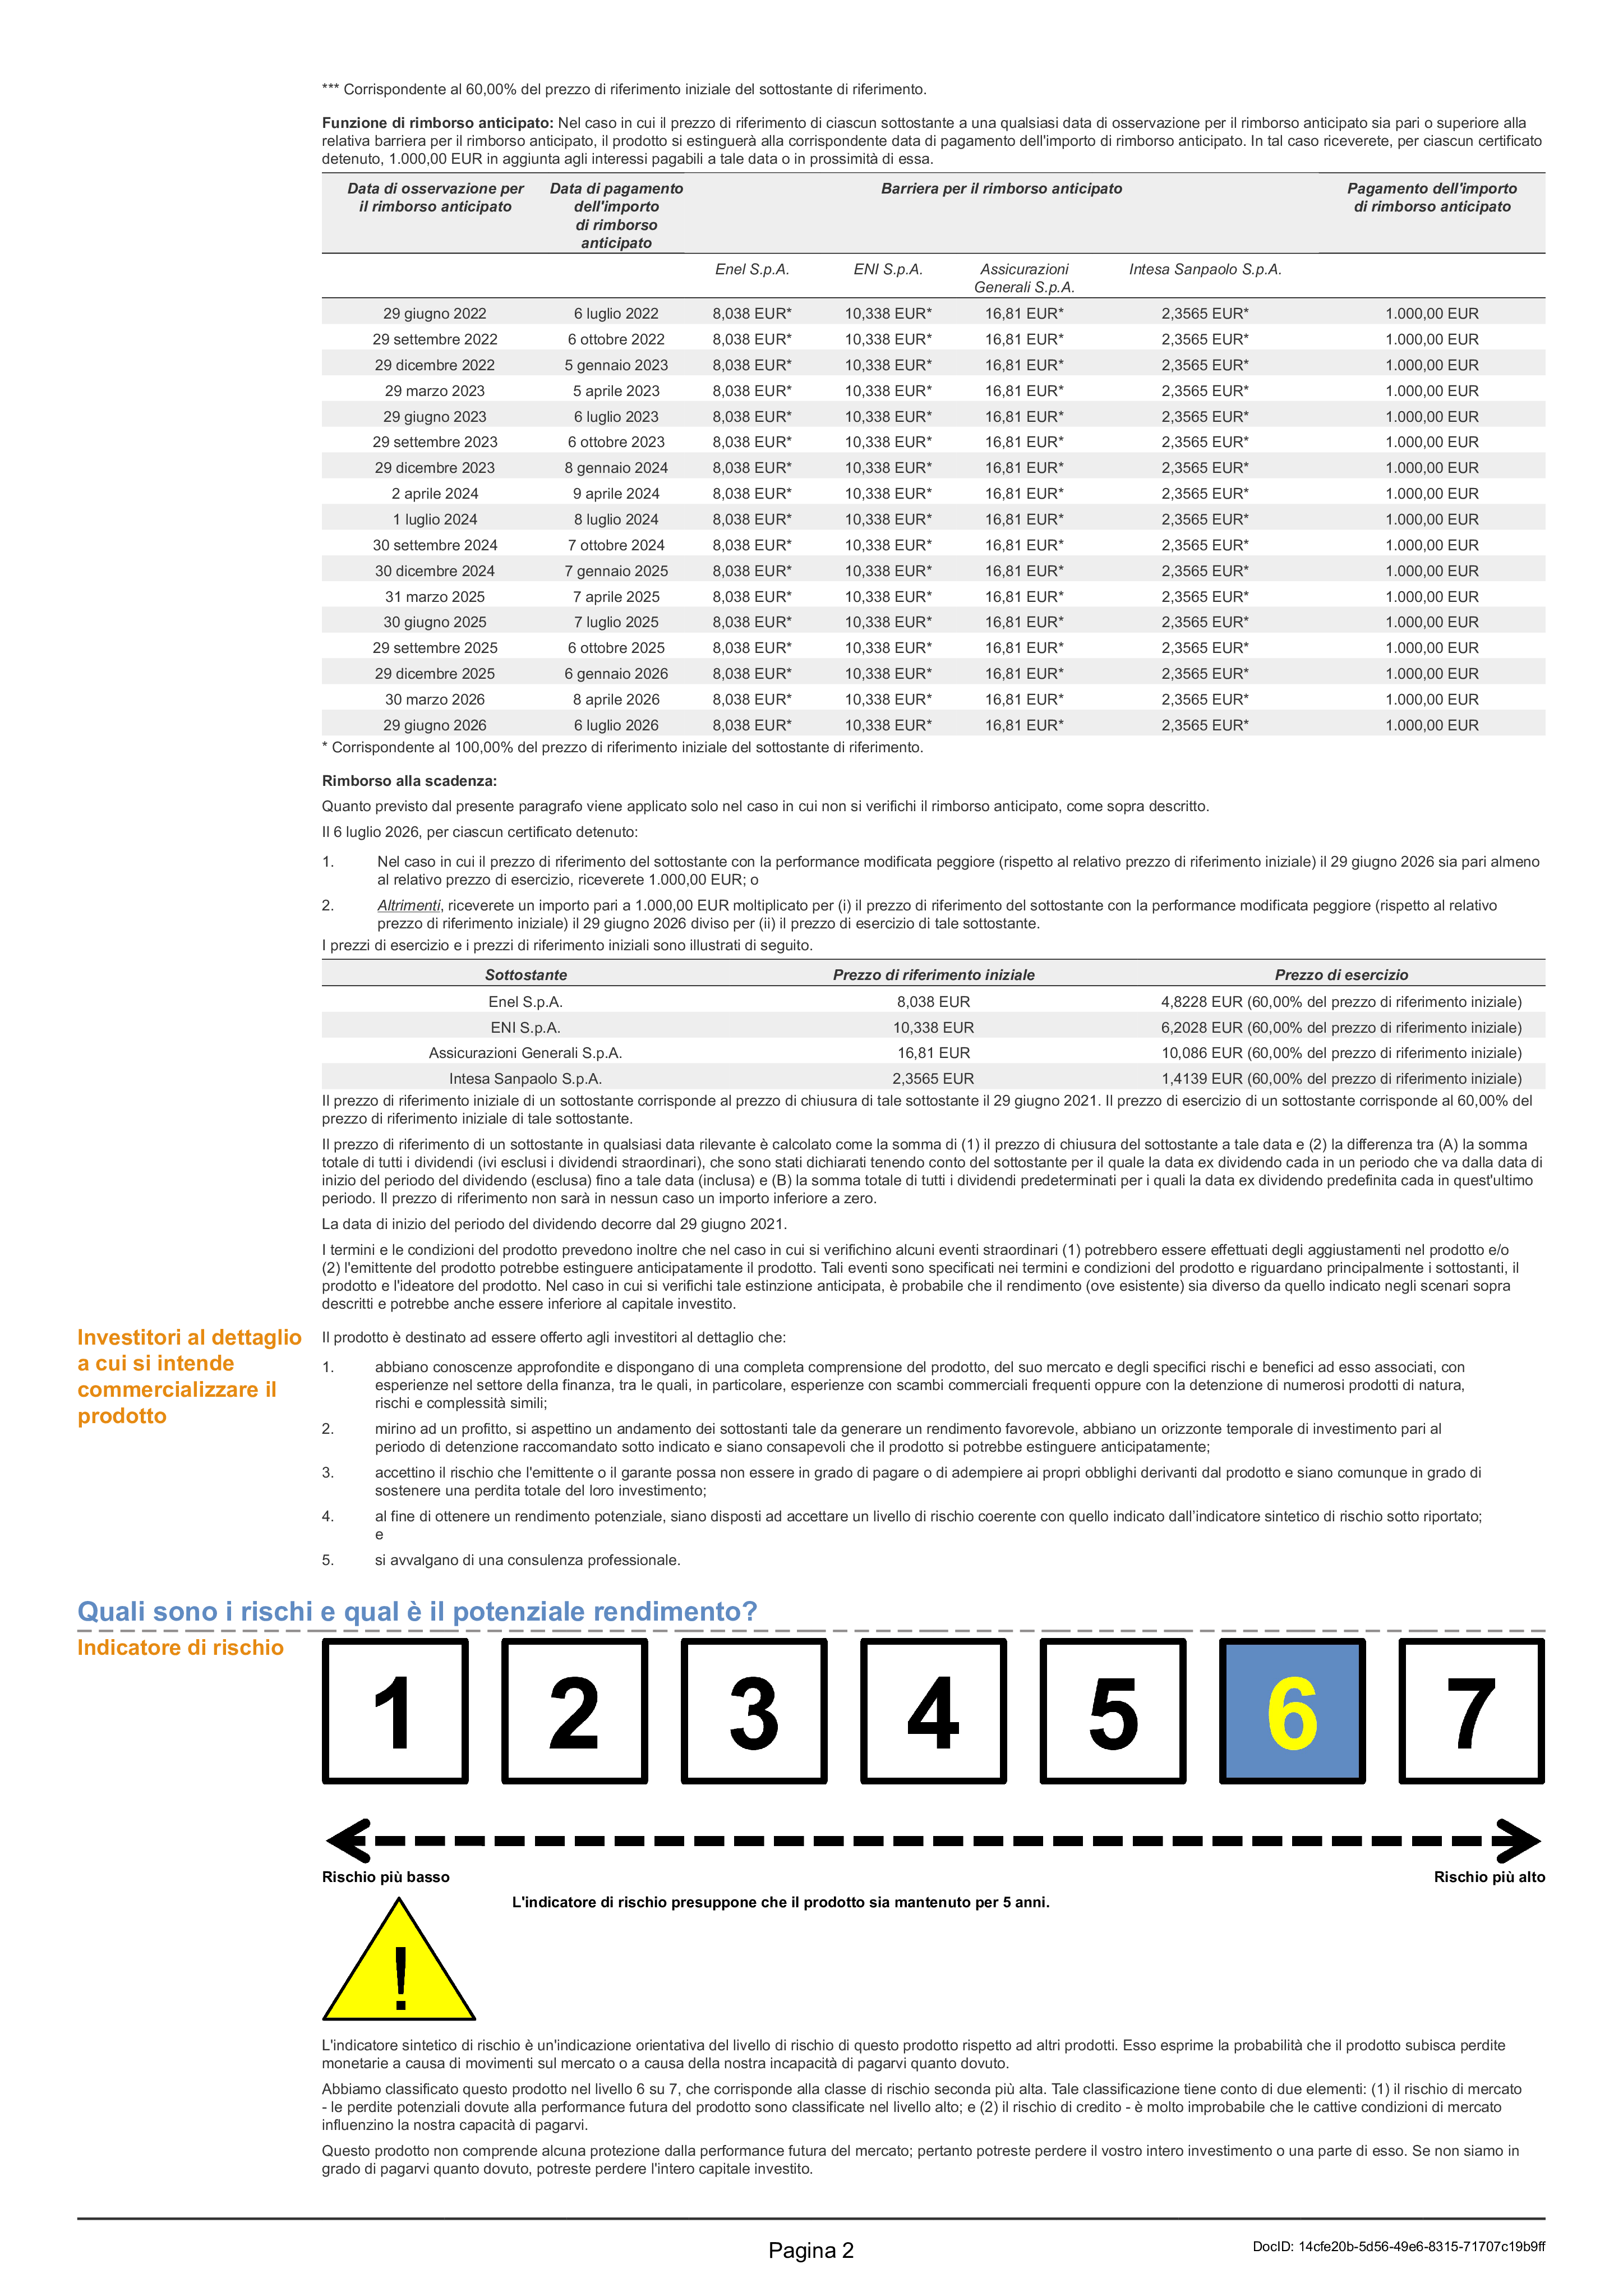 *** Corrispondente al 60,00% del prezzo di riferimento iniziale del sottostante di riferimento.
Funzione di rimborso anticipato: Nel caso in cui il prezzo di riferimento di ciascun sottostante a una qualsiasi data di osservazione per il rimborso anticipato sia pari o superiore alla
relativa barriera per il rimborso anticipato, il prodotto si estinguerà alla corrispondente data di pagamento dell'importo di rimborso anticipato. In tal caso riceverete, per ciascun certificato
detenuto, 1.000,00 EUR in aggiunta agli interessi pagabili a tale data o in prossimità di essa.
Data di osservazione per il rimborso anticipato Data di pagamento dell'importo di rimborso anticipato Barriera per il rimborso anticipato Pagamento dell'importo di rimborso anticipato
Enel S.p.A. ENI S.p.A. Assicurazioni Generali S.p.A. Intesa Sanpaolo S.p.A.
29 giugno 2022 6 luglio 2022 8,038 EUR* 10,338 EUR* 16,81 EUR* 2,3565 EUR* 1.000,00 EUR
29 settembre 2022 6 ottobre 2022 8,038 EUR* 10,338 EUR* 16,81 EUR* 2,3565 EUR* 1.000,00 EUR
29 dicembre 2022 5 gennaio 2023 8,038 EUR* 10,338 EUR* 16,81 EUR* 2,3565 EUR* 1.000,00 EUR
29 marzo 2023 5 aprile 2023 8,038 EUR* 10,338 EUR* 16,81 EUR* 2,3565 EUR* 1.000,00 EUR
29 giugno 2023 6 luglio 2023 8,038 EUR* 10,338 EUR* 16,81 EUR* 2,3565 EUR* 1.000,00 EUR
29 settembre 2023 6 ottobre 2023 8,038 EUR* 10,338 EUR* 16,81 EUR* 2,3565 EUR* 1.000,00 EUR
29 dicembre 2023 8 gennaio 2024 8,038 EUR* 10,338 EUR* 16,81 EUR* 2,3565 EUR* 1.000,00 EUR
2 aprile 2024 9 aprile 2024 8,038 EUR* 10,338 EUR* 16,81 EUR* 2,3565 EUR* 1.000,00 EUR
1 luglio 2024 8 luglio 2024 8,038 EUR* 10,338 EUR* 16,81 EUR* 2,3565 EUR* 1.000,00 EUR
30 settembre 2024 7 ottobre 2024 8,038 EUR* 10,338 EUR* 16,81 EUR* 2,3565 EUR* 1.000,00 EUR
30 dicembre 2024 7 gennaio 2025 8,038 EUR* 10,338 EUR* 16,81 EUR* 2,3565 EUR* 1.000,00 EUR
31 marzo 2025 7 aprile 2025 8,038 EUR* 10,338 EUR* 16,81 EUR* 2,3565 EUR* 1.000,00 EUR
30 giugno 2025 7 luglio 2025 8,038 EUR* 10,338 EUR* 16,81 EUR* 2,3565 EUR* 1.000,00 EUR
29 settembre 2025 6 ottobre 2025 8,038 EUR* 10,338 EUR* 16,81 EUR* 2,3565 EUR* 1.000,00 EUR
29 dicembre 2025 6 gennaio 2026 8,038 EUR* 10,338 EUR* 16,81 EUR* 2,3565 EUR* 1.000,00 EUR
30 marzo 2026 8 aprile 2026 8,038 EUR* 10,338 EUR* 16,81 EUR* 2,3565 EUR* 1.000,00 EUR
29 giugno 2026 6 luglio 2026 8,038 EUR* 10,338 EUR* 16,81 EUR* 2,3565 EUR* 1.000,00 EUR
* Corrispondente al 100,00% del prezzo di riferimento iniziale del sottostante di riferimento.
Rimborso alla scadenza:
Quanto previsto dal presente paragrafo viene applicato solo nel caso in cui non si verifichi il rimborso anticipato, come sopra descritto.
Il 6 luglio 2026, per ciascun certificato detenuto:
1. Nel caso in cui il prezzo di riferimento del sottostante con la performance modificata peggiore (rispetto al relativo prezzo di riferimento iniziale) il 29 giugno 2026 sia pari almeno
al relativo prezzo di esercizio, riceverete 1.000,00 EUR; o
2. Altrimenti, riceverete un importo pari a 1.000,00 EUR moltiplicato per (i) il prezzo di riferimento del sottostante con la performance modificata peggiore (rispetto al relativo
prezzo di riferimento iniziale) il 29 giugno 2026 diviso per (ii) il prezzo di esercizio di tale sottostante.
I prezzi di esercizio e i prezzi di riferimento iniziali sono illustrati di seguito.
Sottostante Prezzo di riferimento iniziale Prezzo di esercizio
Enel S.p.A. 8,038 EUR 4,8228 EUR (60,00% del prezzo di riferimento iniziale)
ENI S.p.A. 10,338 EUR 6,2028 EUR (60,00% del prezzo di riferimento iniziale)
Assicurazioni Generali S.p.A. 16,81 EUR 10,086 EUR (60,00% del prezzo di riferimento iniziale)
Intesa Sanpaolo S.p.A. 2,3565 EUR 1,4139 EUR (60,00% del prezzo di riferimento iniziale)
Il prezzo di riferimento iniziale di un sottostante corrisponde al prezzo di chiusura di tale sottostante il 29 giugno 2021. Il prezzo di esercizio di un sottostante corrisponde al 60,00% del
prezzo di riferimento iniziale di tale sottostante.
Il prezzo di riferimento di un sottostante in qualsiasi data rilevante è calcolato come la somma di (1) il prezzo di chiusura del sottostante a tale data e (2) la differenza tra (A) la somma
totale di tutti i dividendi (ivi esclusi i dividendi straordinari), che sono stati dichiarati tenendo conto del sottostante per il quale la data ex dividendo cada in un periodo che va dalla data di
inizio del periodo del dividendo (esclusa) fino a tale data (inclusa) e (B) la somma totale di tutti i dividendi predeterminati per i quali la data ex dividendo predefinita cada in quest'ultimo
periodo. Il prezzo di riferimento non sarà in nessun caso un importo inferiore a zero.
La data di inizio del periodo del dividendo decorre dal 29 giugno 2021.
I termini e le condizioni del prodotto prevedono inoltre che nel caso in cui si verifichino alcuni eventi straordinari (1) potrebbero essere effettuati degli aggiustamenti nel prodotto e/o
(2) l'emittente del prodotto potrebbe estinguere anticipatamente il prodotto. Tali eventi sono specificati nei termini e condizioni del prodotto e riguardano principalmente i sottostanti, il
prodotto e l'ideatore del prodotto. Nel caso in cui si verifichi tale estinzione anticipata, è probabile che il rendimento (ove esistente) sia diverso da quello indicato negli scenari sopra
descritti e potrebbe anche essere inferiore al capitale investito.
Investitori al dettaglio
a cui si intende
commercializzare il
prodotto
Il prodotto è destinato ad essere offerto agli investitori al dettaglio che:
1. abbiano conoscenze approfondite e dispongano di una completa comprensione del prodotto, del suo mercato e degli specifici rischi e benefici ad esso associati, con
esperienze nel settore della finanza, tra le quali, in particolare, esperienze con scambi commerciali frequenti oppure con la detenzione di numerosi prodotti di natura,
rischi e complessità simili;
2. mirino ad un profitto, si aspettino un andamento dei sottostanti tale da generare un rendimento favorevole, abbiano un orizzonte temporale di investimento pari al
periodo di detenzione raccomandato sotto indicato e siano consapevoli che il prodotto si potrebbe estinguere anticipatamente;
3. accettino il rischio che l'emittente o il garante possa non essere in grado di pagare o di adempiere ai propri obblighi derivanti dal prodotto e siano comunque in grado di
sostenere una perdita totale del loro investimento;
4. al fine di ottenere un rendimento potenziale, siano disposti ad accettare un livello di rischio coerente con quello indicato dall’indicatore sintetico di rischio sotto riportato;
e
5. si avvalgano di una consulenza professionale.
Quali sono i rischi e qual è il potenziale rendimento?
Indicatore di rischio
1 2 3 4 5 6 7
Rischio più basso Rischio più alto
!
L'indicatore di rischio presuppone che il prodotto sia mantenuto per 5 anni.
L'indicatore sintetico di rischio è un'indicazione orientativa del livello di rischio di questo prodotto rispetto ad altri prodotti. Esso esprime la probabilità che il prodotto subisca perdite
monetarie a causa di movimenti sul mercato o a causa della nostra incapacità di pagarvi quanto dovuto.
Abbiamo classificato questo prodotto nel livello 6 su 7, che corrisponde alla classe di rischio seconda più alta. Tale classificazione tiene conto di due elementi: (1) il rischio di mercato
- le perdite potenziali dovute alla performance futura del prodotto sono classificate nel livello alto; e (2) il rischio di credito - è molto improbabile che le cattive condizioni di mercato
influenzino la nostra capacità di pagarvi.
Questo prodotto non comprende alcuna protezione dalla performance futura del mercato; pertanto potreste perdere il vostro intero investimento o una parte di esso. Se non siamo in
grado di pagarvi quanto dovuto, potreste perdere l'intero capitale investito.
Pagina 2
DocID: 14cfe20b-5d56-49e6-8315-71707c19b9ff